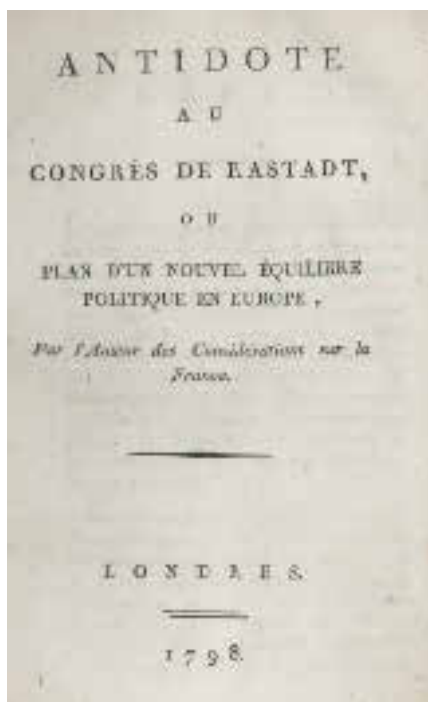 ANTIDOTE
AU
CONGRÈS DE RASTADT,
OU
PLAN D'UN NOUVEL ÉQUILIBRE
POLITIQUE EN EUROPE,
Par l'Auteur des Considérations sur la
France.
LONDRES.
1798.